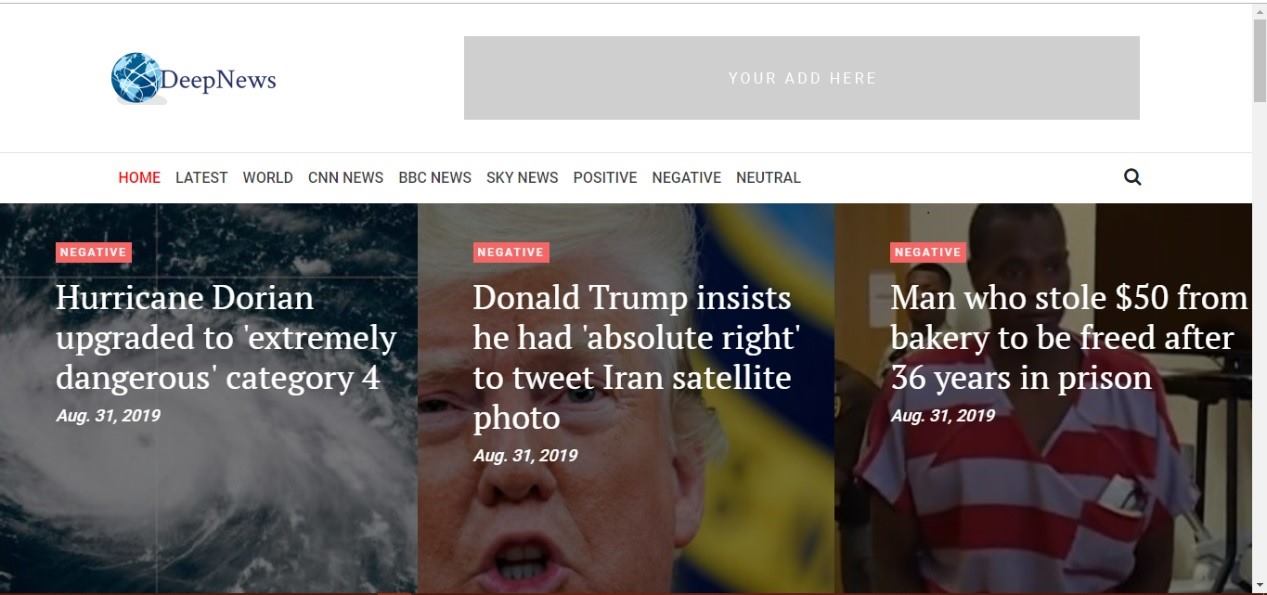 DeepNews
YOUR ADD HERE
HOME LATEST WORLD CNN NEWS BBC NEWS SKY NEWS POSITIVE NEGATIVE NEUTRAL
NEGATIVE
Hurricane Dorian
upgraded to 'extremely
dangerous' category 4
Aug. 31, 2019
NEGATIVE
Donald Trump insists
he had 'absolute right'
to tweet Iran satellite
photo
Aug. 31, 2019
NEGATIVE
Man who stole $50 from
bakery to be freed after
36 years in prison
Aug. 31, 2019